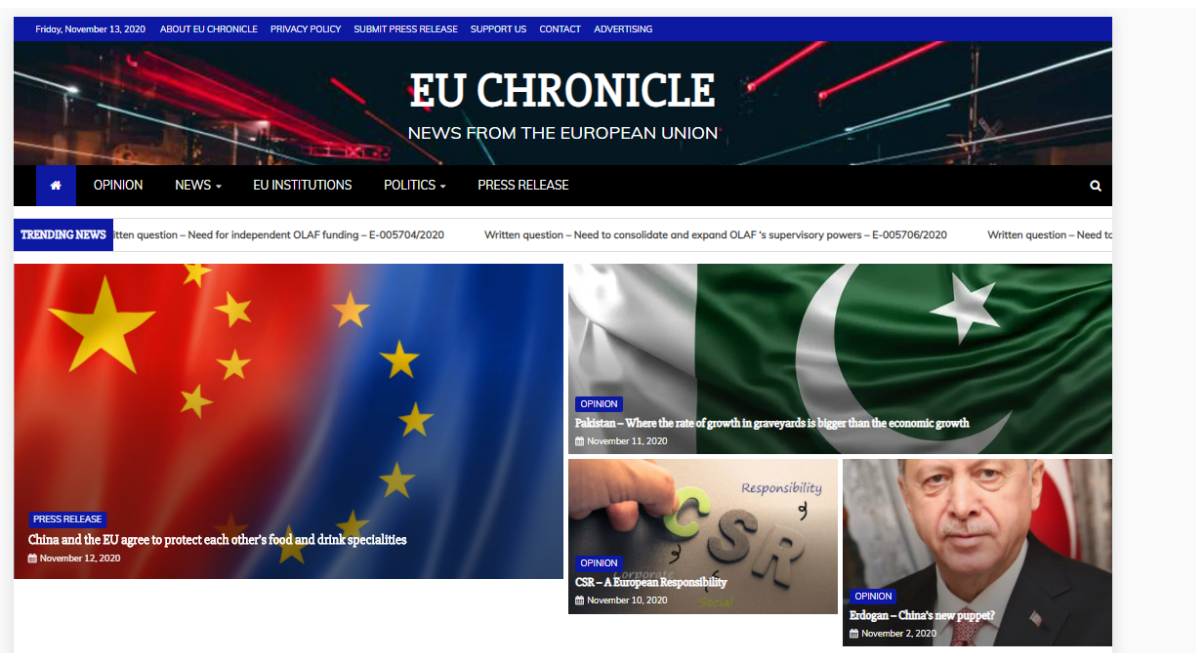 Friday, November 13, 2020 ABOUT EU CHRONICLE PRIVACY POLICY SUBMIT PRESS RELEASE SUPPORT US CONTACT ADVERTISING
EU CHRONICLE
NEWS FROM THE EUROPEAN UNION
OPINION NEWS EU INSTITUTIONS POLITICS PRESS RELEASE
TRENDING NEWS itten question – Need for independent OLAF funding – E-005704/2020 Written question – Need to consolidate and expand OLAF 's supervisory powers – E-005706/2020 Written question – Need to
PRESS RELEASE
China and the EU agree to protect each other's food and drink specialities
November 12, 2020
OPINION
Pakistan – Where the rate of growth in graveyards is bigger than the economic growth
November 11, 2020
Responsibility
CSR
Corporate
Social
OPINION
CSR – A European Responsibility
November 10, 2020
OPINION
Erdogan – China's new puppet?
November 2, 2020